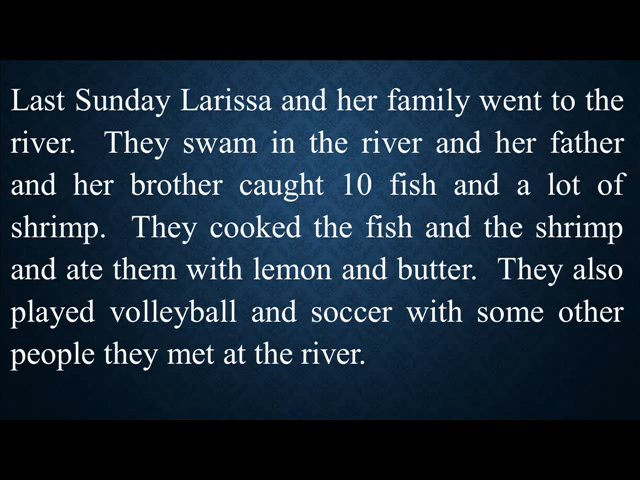 Last Sunday Larissa and her family went to the
river.  They swam in the river and her father
and her brother caught 10 fish and a lot of
shrimp.  They cooked the fish and the shrimp
and ate them with lemon and butter.  They also
played volleyball and soccer with some other
people they met at the river.